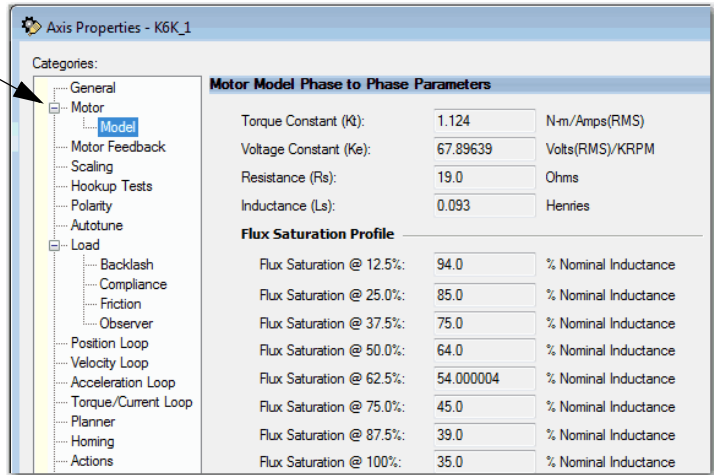 Axis Properties - K6K_1
Categories:
General
Motor
Model
Motor Feedback
Scaling
Hookup Tests
Polarity
Autotune
Load
Backlash
Compliance
Friction
Observer
Position Loop
Velocity Loop
Acceleration Loop
Torque/Current Loop
Planner
Homing
Actions
Motor Model Phase to Phase Parameters
Torque Constant (Kt): 1.124 N-m/Amps(RMS)
Voltage Constant (Ke): 67.89639 Volts(RMS)/KRPM
Resistance (Rs): 19.0 Ohms
Inductance (Ls): 0.093 Henries
Flux Saturation Profile
Flux Saturation @ 12.5%: 94.0 % Nominal Inductance
Flux Saturation @ 25.0%: 85.0 % Nominal Inductance
Flux Saturation @ 37.5%: 75.0 % Nominal Inductance
Flux Saturation @ 50.0%: 64.0 % Nominal Inductance
Flux Saturation @ 62.5%: 54.000004 % Nominal Inductance
Flux Saturation @ 75.0%: 45.0 % Nominal Inductance
Flux Saturation @ 87.5%: 39.0 % Nominal Inductance
Flux Saturation @ 100%: 35.0 % Nominal Inductance